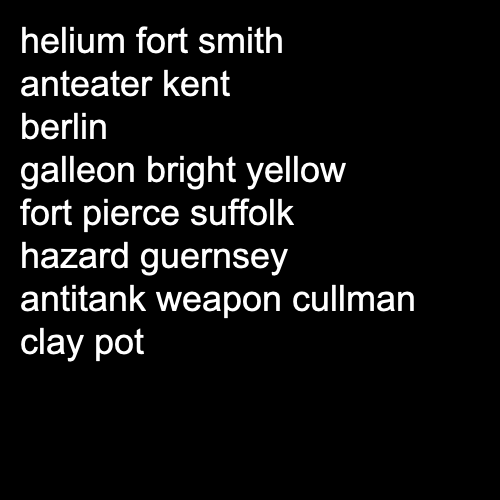 helium fort smith
anteater kent
berlin
galleon bright yellow
fort pierce suffolk
hazard guernsey
antitank weapon cullman
clay pot